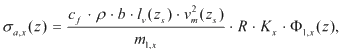 σ_{a,x}(z) = \frac{c_f · ρ · b · l_v(z_s) · v_m^2(z_s)}{m_{1,x}} · R · K_x · Φ_{1,x}(z),